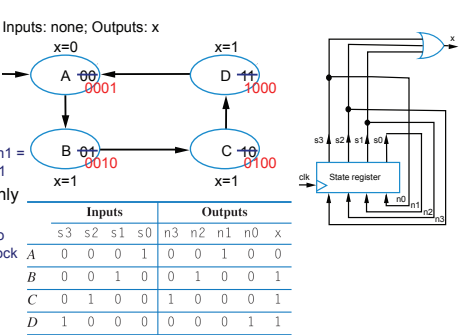 Inputs: none; Outputs: x
x=0
x=1
A 00
0001
D 11
1000
n1 =
1
B 01
0010
C 10
0100
x=1
x=1
nly
o
ock
Inputs Outputs
s3 s2 s1 s0 n3 n2 n1 n0 x
A 0 0 0 1 0 0 1 0 0
B 0 0 1 0 0 1 0 0 1
C 0 1 0 0 1 0 0 0 1
D 1 0 0 0 0 0 0 1 1
x
s3 s2 s1 s0
clk
State register
n0
n1
n2
n3